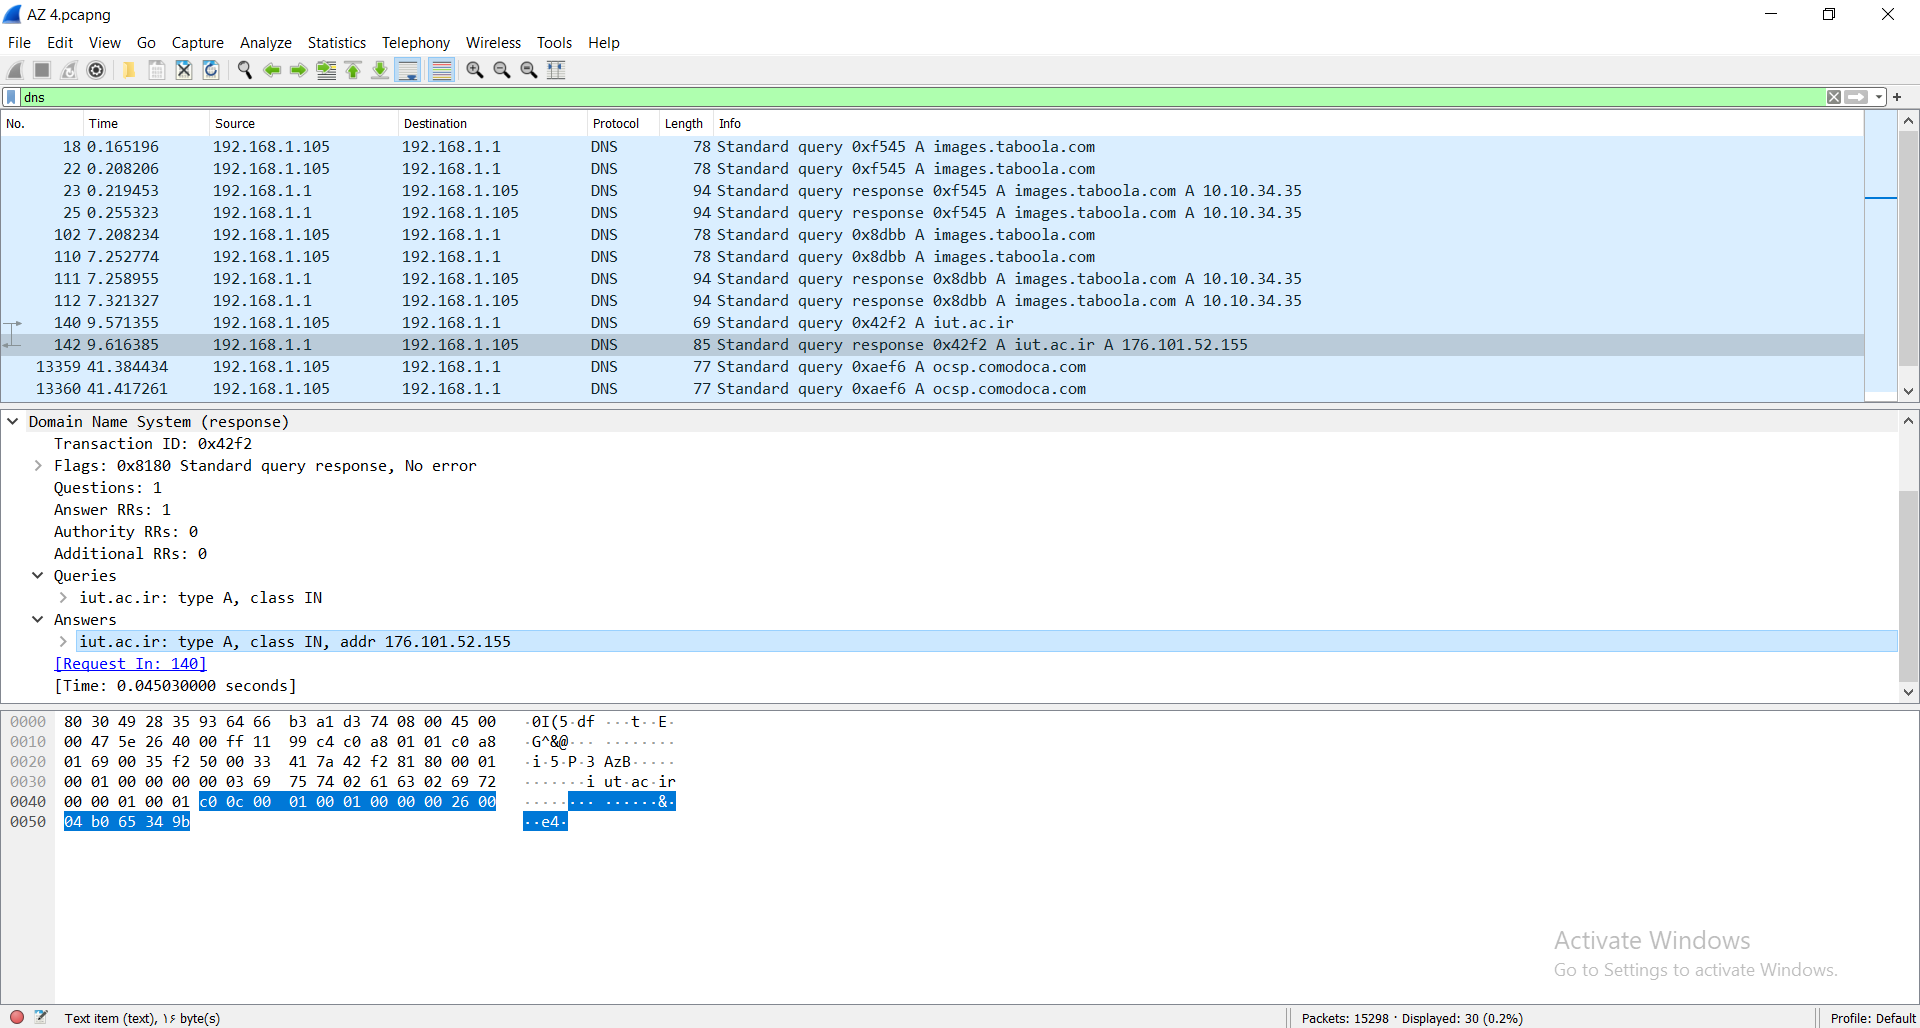 AZ 4.pcapng
File Edit View Go Capture Analyze Statistics Telephony Wireless Tools Help
dns
No. Time Source Destination Protocol Length Info
18 0.165196 192.168.1.105 192.168.1.1 DNS 78 Standard query 0xf545 A images.taboola.com
22 0.208206 192.168.1.105 192.168.1.1 DNS 78 Standard query 0xf545 A images.taboola.com
23 0.219453 192.168.1.1 192.168.1.105 DNS 94 Standard query response 0xf545 A images.taboola.com A 10.10.34.35
25 0.255323 192.168.1.1 192.168.1.105 DNS 94 Standard query response 0xf545 A images.taboola.com A 10.10.34.35
102 7.208234 192.168.1.105 192.168.1.1 DNS 78 Standard query 0x8dbb A images.taboola.com
110 7.252774 192.168.1.105 192.168.1.1 DNS 78 Standard query 0x8dbb A images.taboola.com
111 7.258955 192.168.1.1 192.168.1.105 DNS 94 Standard query response 0x8dbb A images.taboola.com A 10.10.34.35
112 7.321327 192.168.1.1 192.168.1.105 DNS 94 Standard query response 0x8dbb A images.taboola.com A 10.10.34.35
140 9.571355 192.168.1.105 192.168.1.1 DNS 69 Standard query 0x42f2 A iut.ac.ir
142 9.616385 192.168.1.1 192.168.1.105 DNS 85 Standard query response 0x42f2 A iut.ac.ir A 176.101.52.155
13359 41.384434 192.168.1.105 192.168.1.1 DNS 77 Standard query 0xaef6 A ocsp.comodoca.com
13360 41.417261 192.168.1.105 192.168.1.1 DNS 77 Standard query 0xaef6 A ocsp.comodoca.com
Domain Name System (response)
Transaction ID: 0x42f2
Flags: 0x8180 Standard query response, No error
Questions: 1
Answer RRs: 1
Authority RRs: 0
Additional RRs: 0
Queries
iut.ac.ir: type A, class IN
Answers
iut.ac.ir: type A, class IN, addr 176.101.52.155
[Request In: 140]
[Time: 0.045030000 seconds]
0000 80 30 49 28 35 93 64 66 b3 a1 d3 74 08 00 45 00 ·0I(5·df ···t··E·
0010 00 47 5e 26 40 00 ff 11 99 c4 c0 a8 01 01 c0 a8 ·G^&@··· ········
0020 01 69 00 35 f2 50 00 33 41 7a 42 f2 81 80 00 01 ·i·5·P·3 AzB·····
0030 00 01 00 00 00 00 03 69 75 74 02 61 63 02 69 72 ·······i ut·ac·ir
0040 00 00 01 00 01 c0 0c 00 01 00 01 00 00 00 26 00 ········ ······&·
0050 04 b0 65 34 9b ··e4·
Activate Windows
Go to Settings to activate Windows.
Text item (text), ۱۶ byte(s) Packets: 15298 · Displayed: 30 (0.2%) Profile: Default